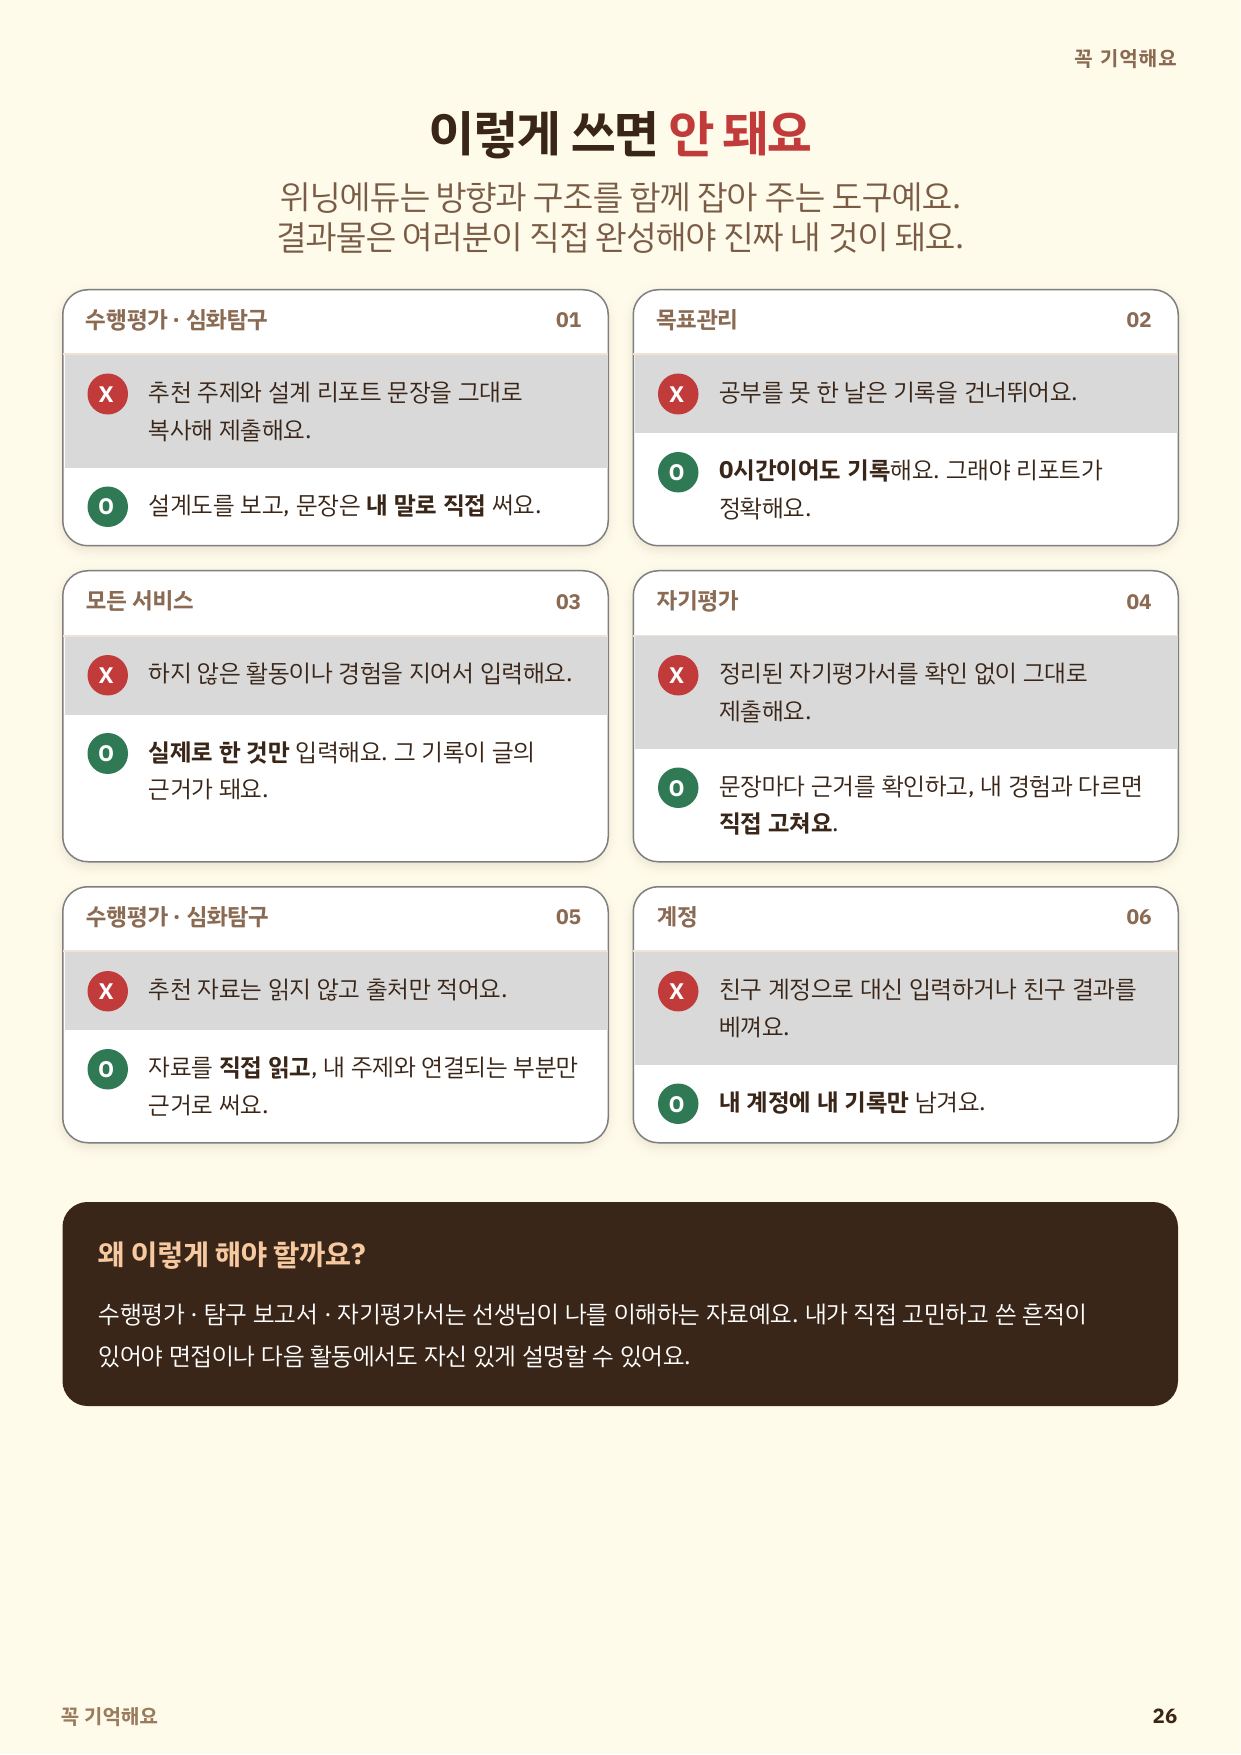 꼭 기억해요
이렇게 쓰면 안 돼요
위닝에듀는 방향과 구조를 함께 잡아 주는 도구예요.
결과물은 여러분이 직접 완성해야 진짜 내 것이 돼요.
수행평가 · 심화탐구 01
X 추천 주제와 설계 리포트 문장을 그대로
복사해 제출해요.
O 설계도를 보고, 문장은 내 말로 직접 써요.
목표관리 02
X 공부를 못 한 날은 기록을 건너뛰어요.
O 0시간이어도 기록해요. 그래야 리포트가
정확해요.
모든 서비스 03
X 하지 않은 활동이나 경험을 지어서 입력해요.
O 실제로 한 것만 입력해요. 그 기록이 글의
근거가 돼요.
자기평가 04
X 정리된 자기평가서를 확인 없이 그대로
제출해요.
O 문장마다 근거를 확인하고, 내 경험과 다르면
직접 고쳐요.
수행평가 · 심화탐구 05
X 추천 자료는 읽지 않고 출처만 적어요.
O 자료를 직접 읽고, 내 주제와 연결되는 부분만
근거로 써요.
계정 06
X 친구 계정으로 대신 입력하거나 친구 결과를
베껴요.
O 내 계정에 내 기록만 남겨요.
왜 이렇게 해야 할까요?
수행평가 · 탐구 보고서 · 자기평가서는 선생님이 나를 이해하는 자료예요. 내가 직접 고민하고 쓴 흔적이
있어야 면접이나 다음 활동에서도 자신 있게 설명할 수 있어요.
꼭 기억해요 26